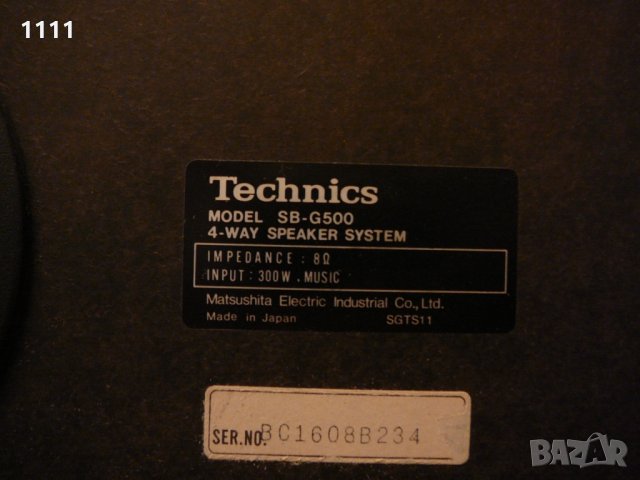 1111
Technics
MODEL SB-G500
4-WAY SPEAKER SYSTEM
IMPEDANCE : 8Ω
INPUT : 300W . MUSIC
Matsushita Electric Industrial Co., Ltd.
Made in Japan SGTS11
SER.NO. BC1608B234
BAZAR